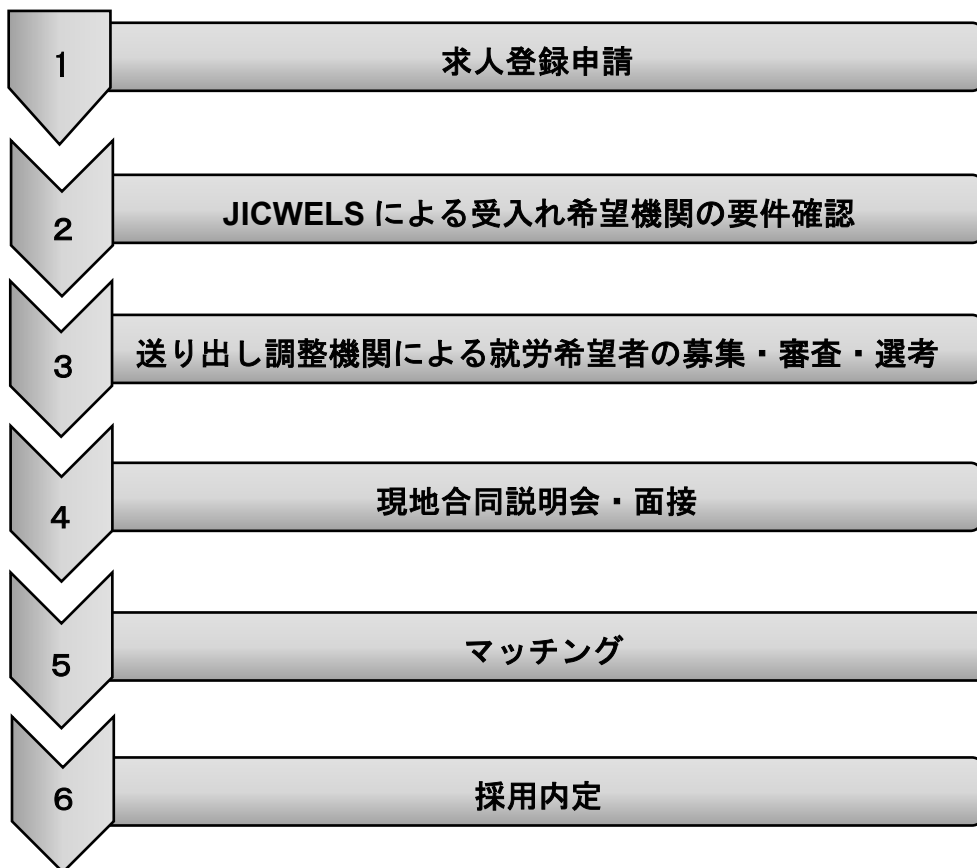 1
求人登録申請
2
JICWELS による受入れ希望機関の要件確認
3
送り出し調整機関による就労希望者の募集・審査・選考
4
現地合同説明会・面接
5
マッチング
6
採用内定